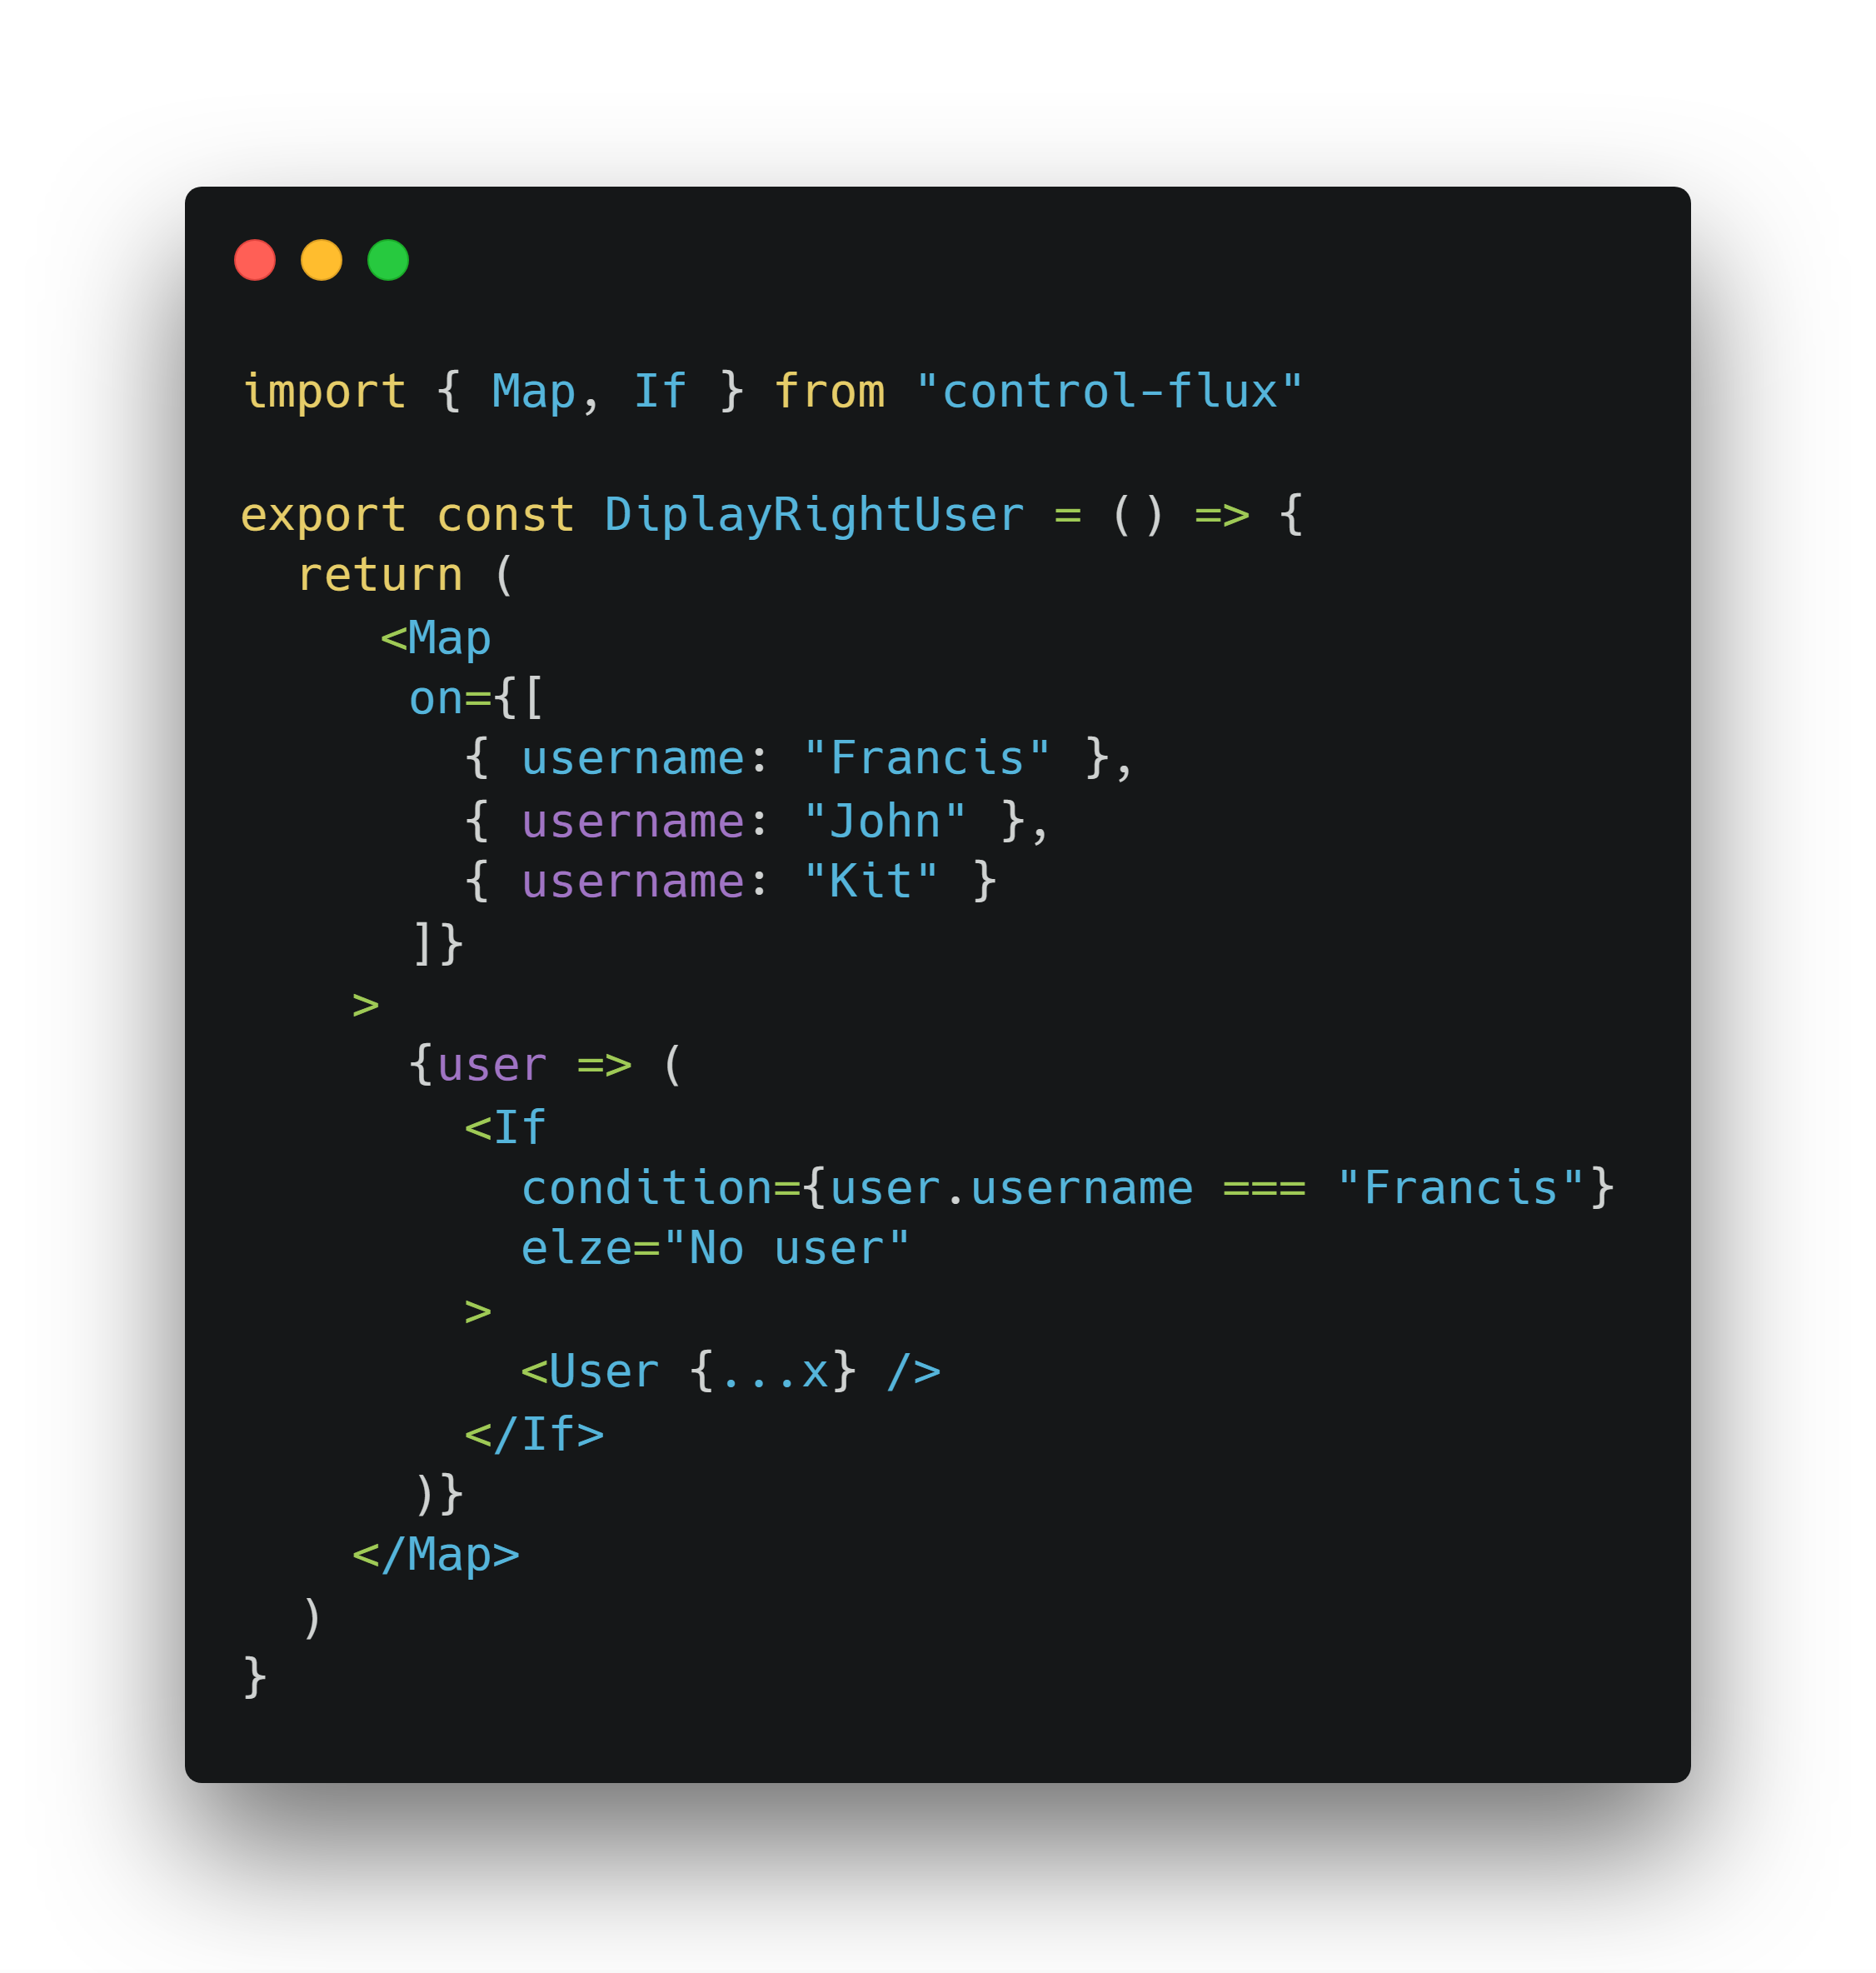 import { Map, If } from "control-flux"
export const DiplayRightUser = () => {
return (
<Map
on={[
{ username: "Francis" },
{ username: "John" },
{ username: "Kit" }
]}
>
{user => (
<If
condition={user.username === "Francis"}
elze="No user"
>
<User {...x} />
</If>
)}
</Map>
)
}